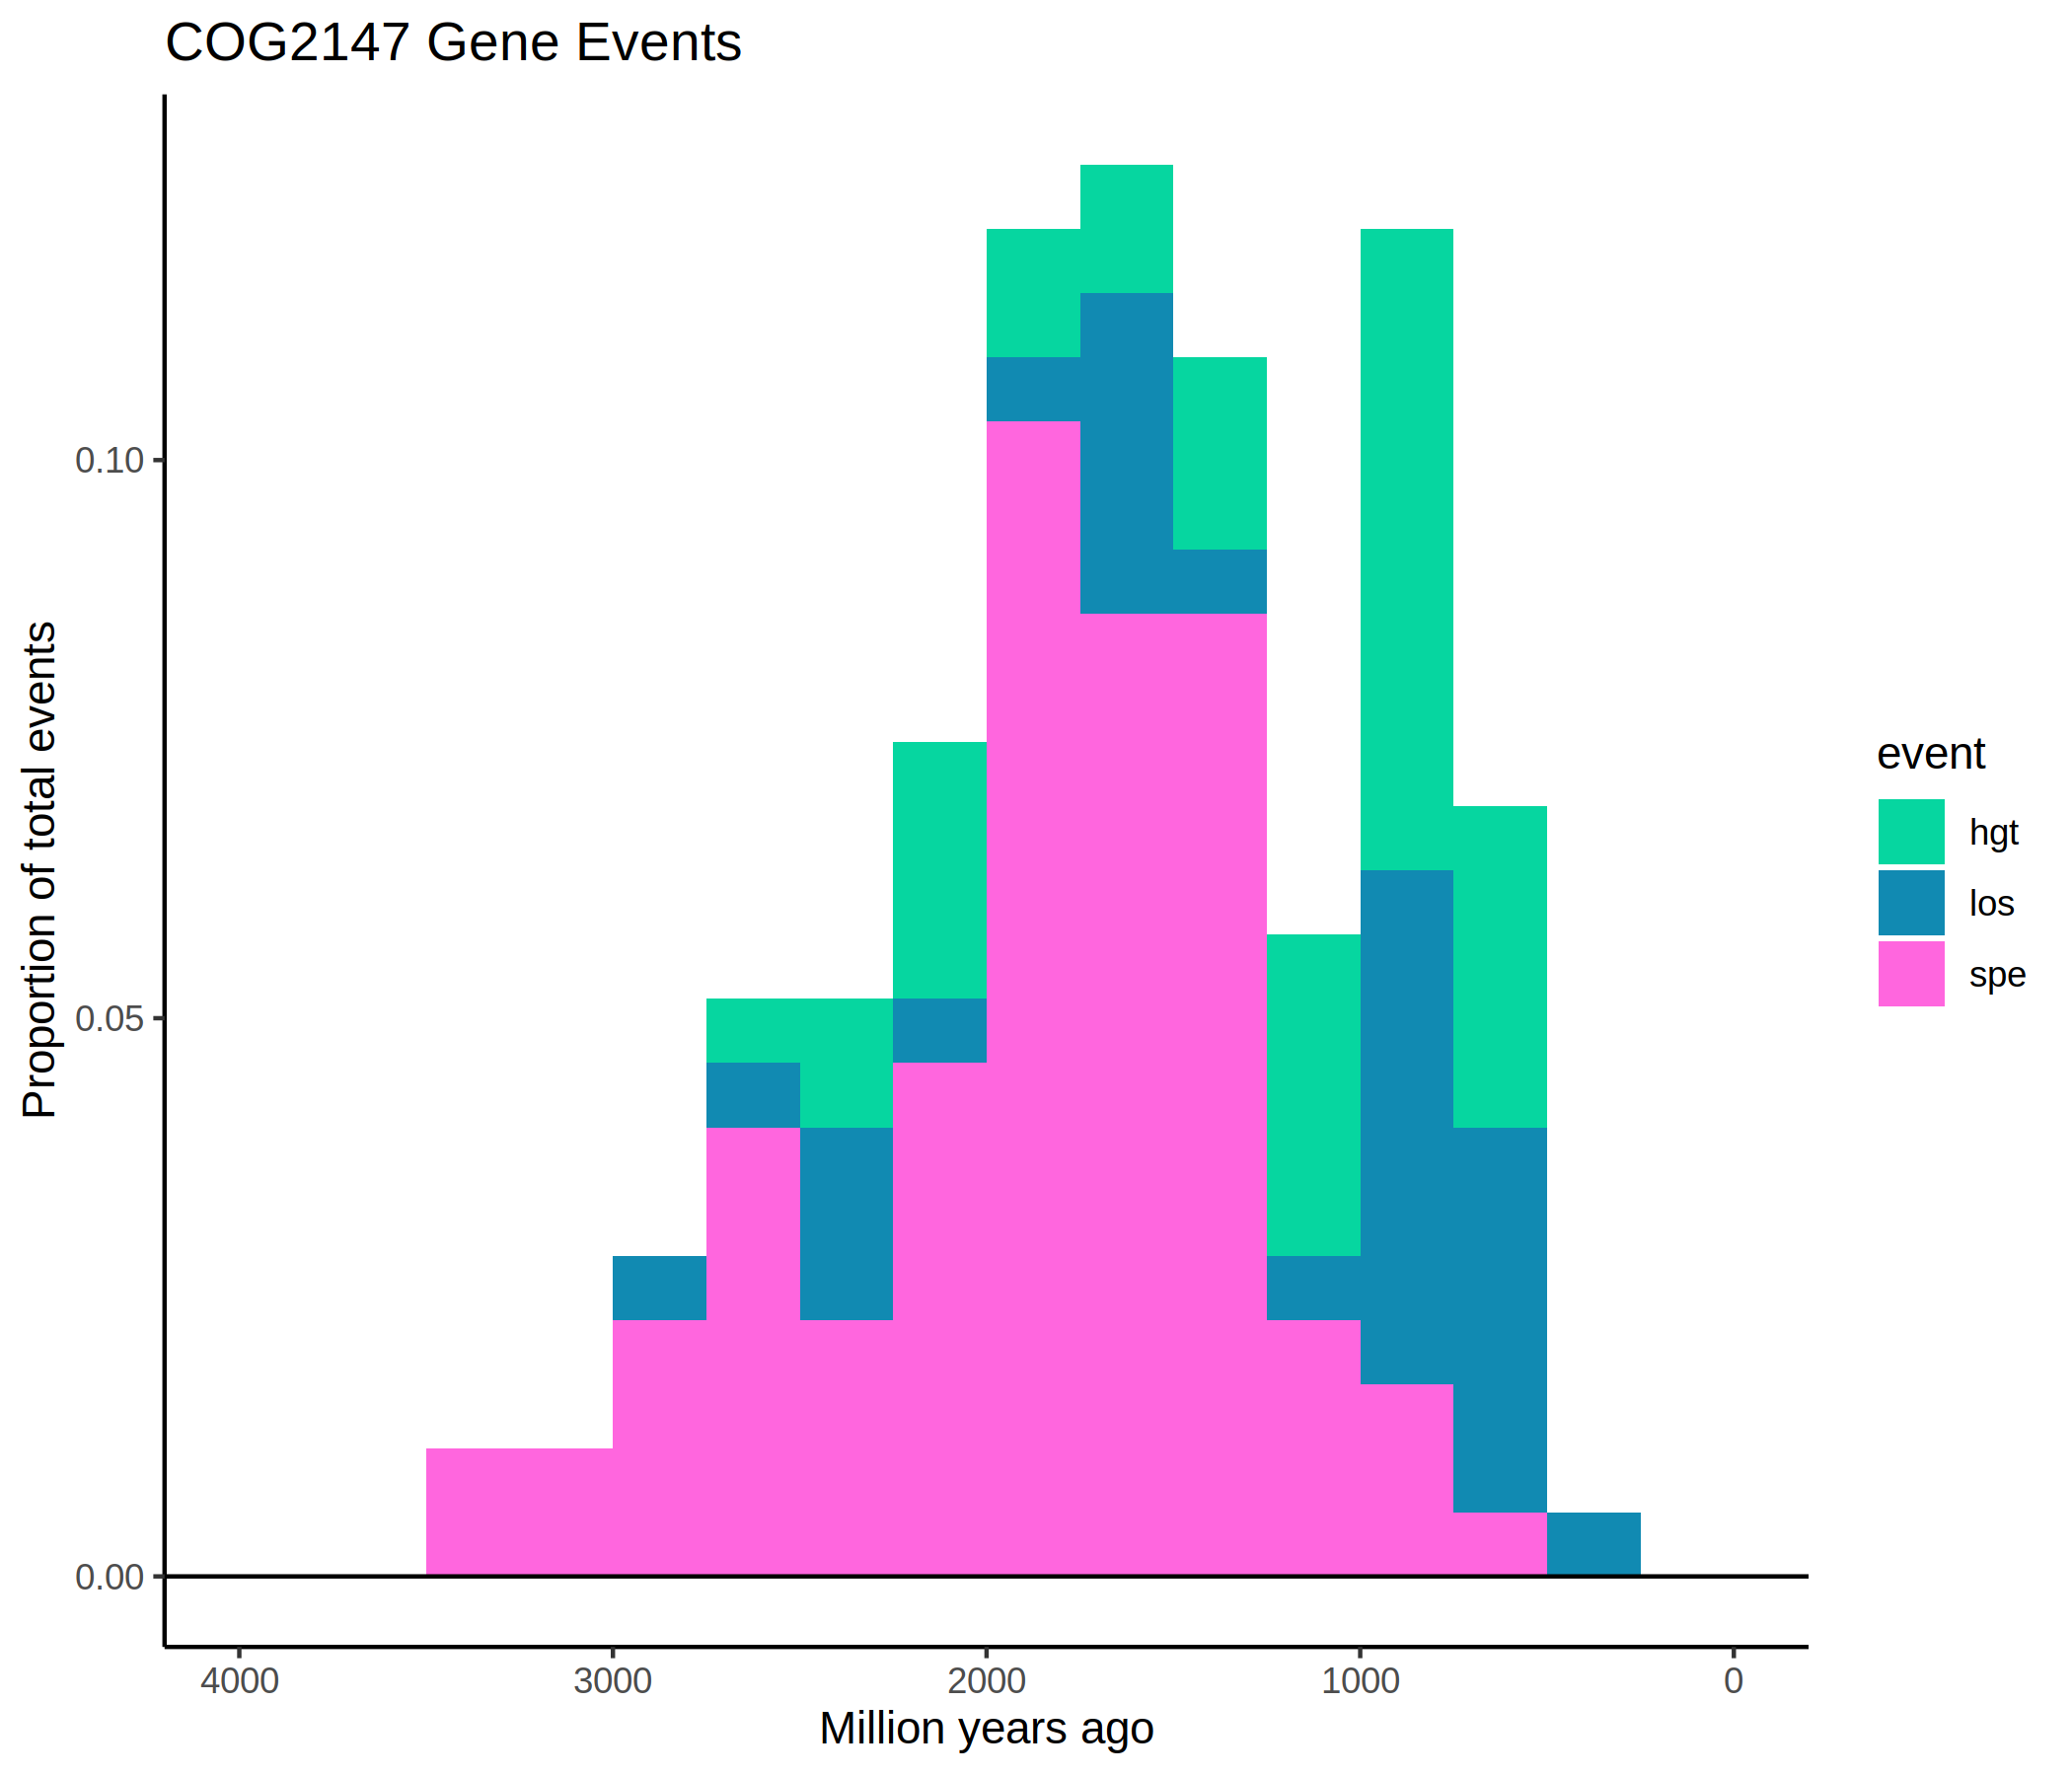 COG2147 Gene Events
Proportion of total events
0.10
0.05
0.00
4000 3000 2000 1000 0
Million years ago
event
hgt
los
spe